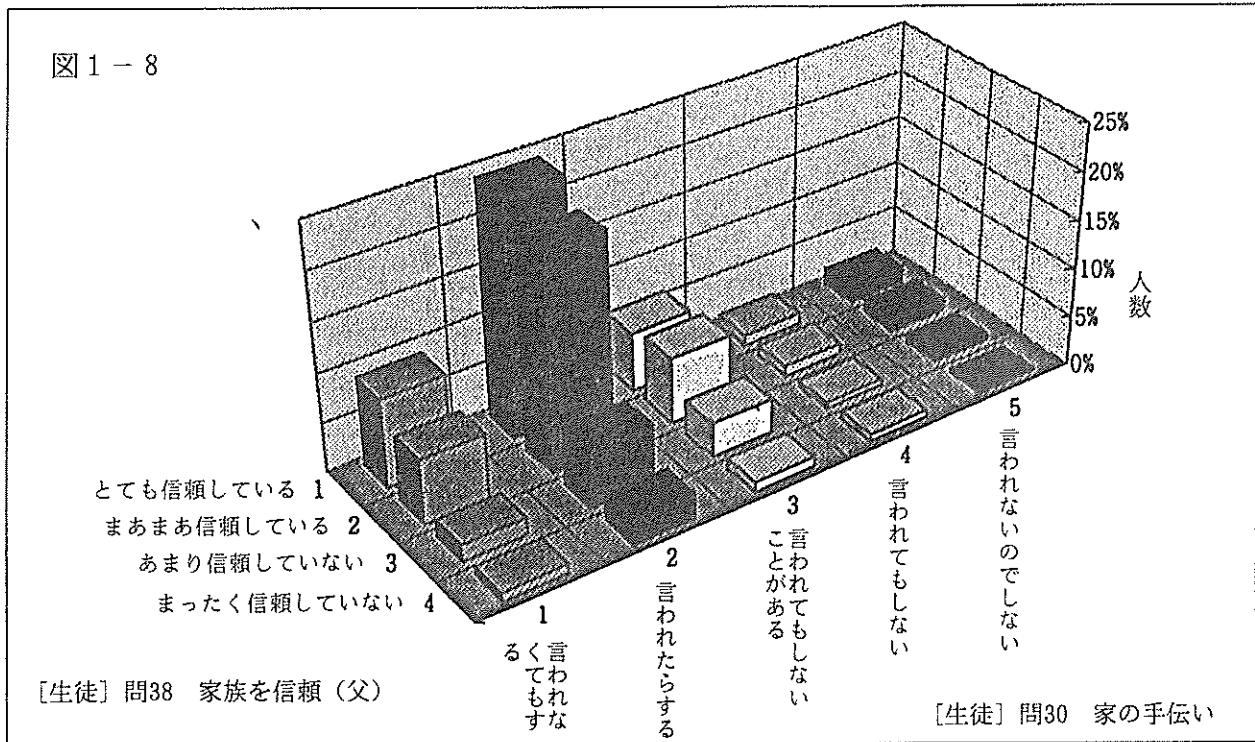 図1－8
25%
20%
15%
10%
5%
0%
人数
とても信頼している 1
まあまあ信頼している 2
あまり信頼していない 3
まったく信頼していない 4
1 言われなくてもする
2 言われたらする
3 言われてもしないことがある
4 言われてもしない
5 言われないのでしない
[生徒] 問38 家族を信頼（父）
[生徒] 問30 家の手伝い